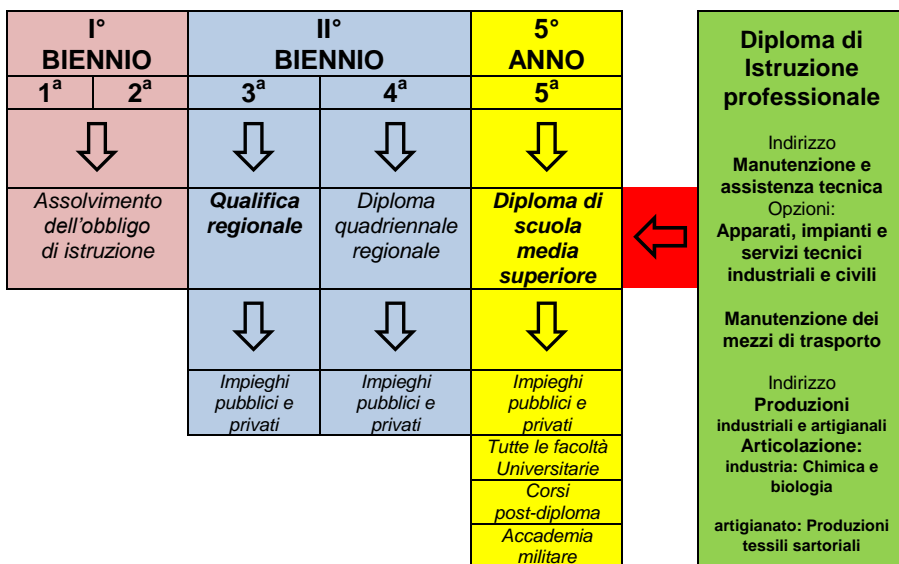 I° BIENNIO
II° BIENNIO
5° ANNO
1ª
2ª
3ª
4ª
5ª
Assolvimento
dell'obbligo
di istruzione
Qualifica
regionale
Diploma
quadriennale
regionale
Diploma di
scuola
media
superiore
Impieghi
pubblici e
privati
Impieghi
pubblici e
privati
Impieghi
pubblici e
privati
Tutte le facoltà
Universitarie
Corsi
post-diploma
Accademia
militare
Diploma di
Istruzione
professionale
Indirizzo
Manutenzione e
assistenza tecnica
Opzioni:
Apparati, impianti e
servizi tecnici
industriali e civili
Manutenzione dei
mezzi di trasporto
Indirizzo
Produzioni
industriali e artigianali
Articolazione:
industria: Chimica e
biologia
artigianato: Produzioni
tessili sartoriali